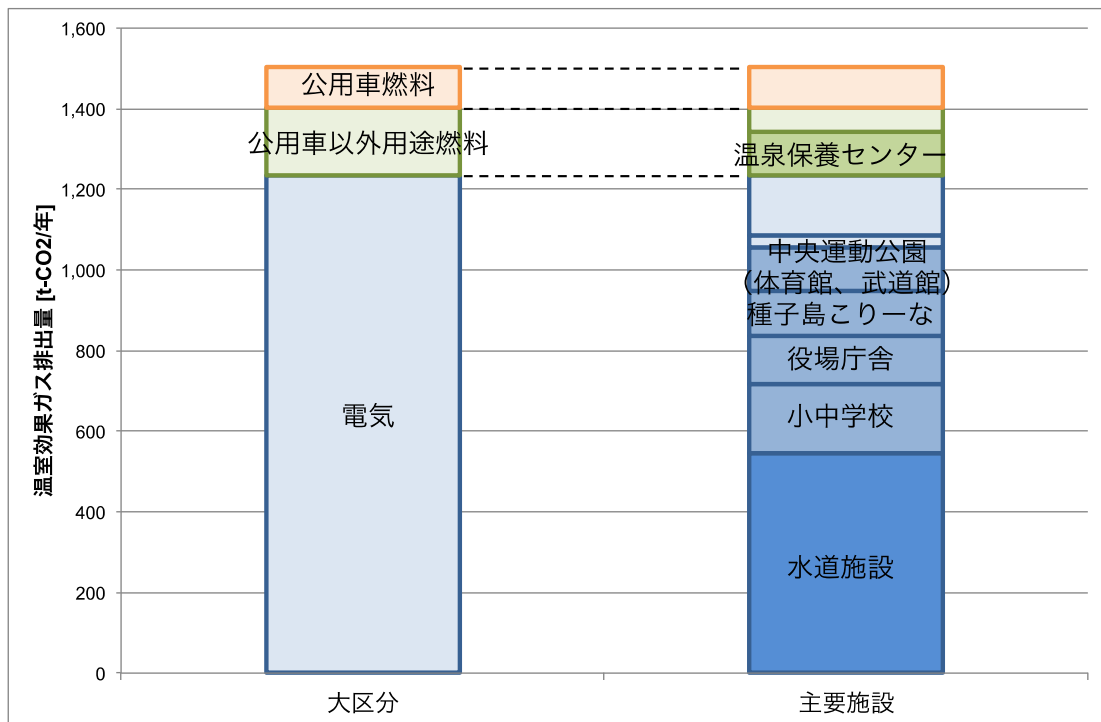 1,600
1,400
1,200
1,000
800
600
400
200
0
温室効果ガス排出量 [t-CO2/年]
公用車燃料
公用車以外用途燃料
電気
温泉保養センター
中央運動公園
（体育館、武道館）
種子島こりーな
役場庁舎
小中学校
水道施設
大区分
主要施設